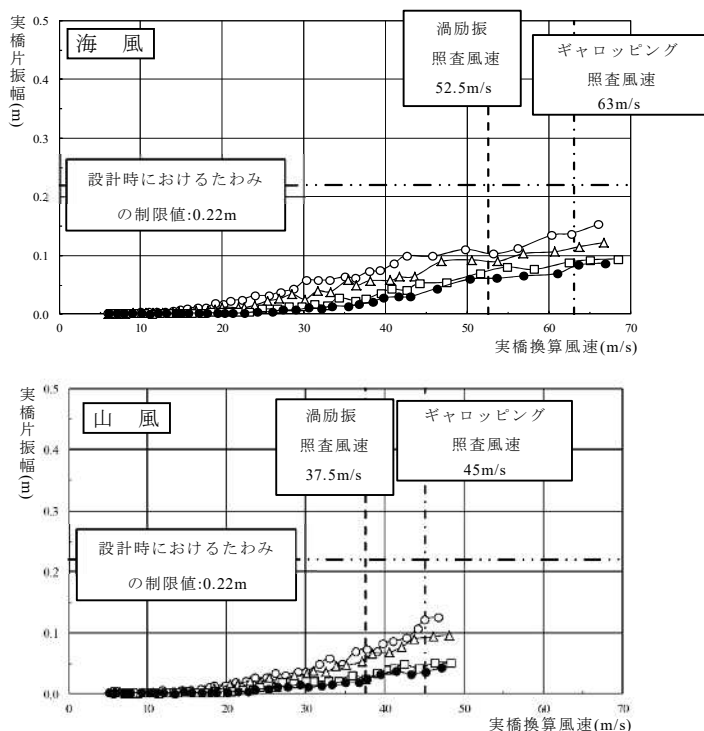 実橋片振幅(m)
海 風
渦励振
照査風速
52.5m/s
ギャロッピング
照査風速
63m/s
設計時におけるたわみ
の制限値:0.22m
0.5
0.4
0.3
0.2
0.1
0.0
0 10 20 30 40 50 60 70
実橋換算風速(m/s)
実橋片振幅(m)
山 風
渦励振
照査風速
37.5m/s
ギャロッピング
照査風速
45m/s
設計時におけるたわみ
の制限値:0.22m
0.5
0.4
0.3
0.2
0.1
0.0
0 10 20 30 40 50 60 70
実橋換算風速(m/s)